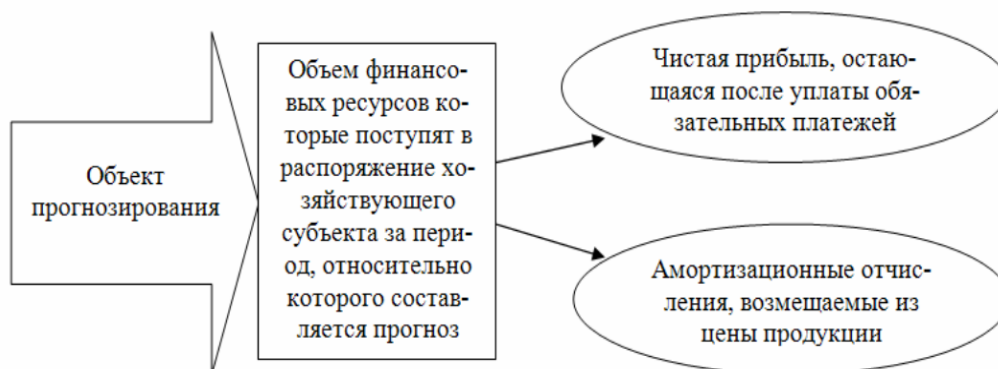 Объект
прогнозирования
Объем финансо-
вых ресурсов ко-
торые поступят в
распоряжение хо-
зяйствующего
субъекта за пери-
од, относительно
которого состав-
ляется прогноз
Чистая прибыль, остаю-
щаяся после уплаты обя-
зательных платежей
Амортизационные отчис-
ления, возмещаемые из
цены продукции